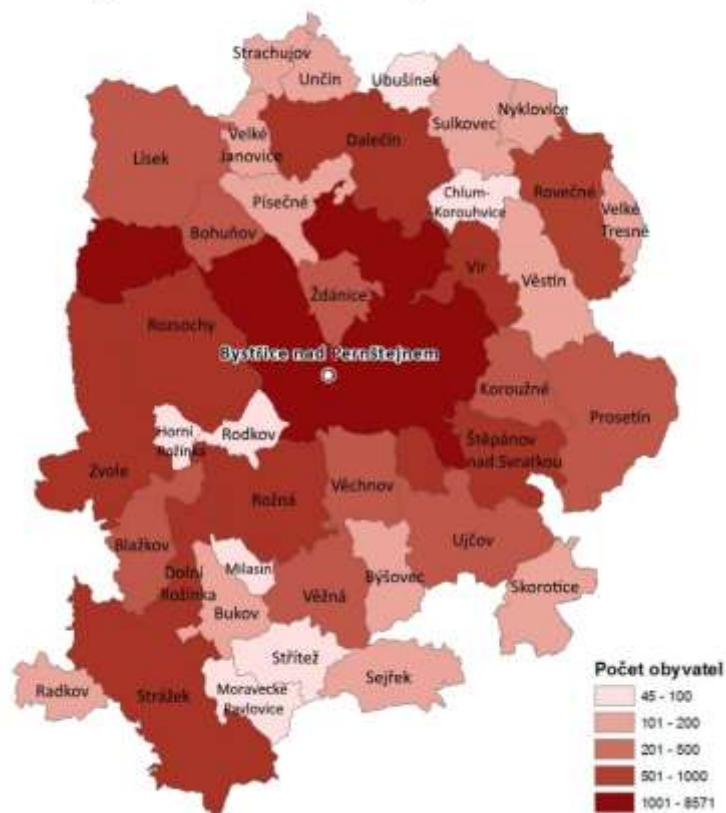 Strachujov
Unčín
Ubušínek
Nyklovice
Sulkovec
Velké
Janovice
Dalečín
Lísek
Písečné
Chlum-
Korouhvice
Rovečné
Velké
Tresné
Bohuňov
Vír
Věstín
Ždánice
Rozsochy
Bystřice nad Pernštejnem
Koroužné
Prosetín
Horní
Rožínka
Rodkov
Štěpánov
nad Svratkou
Zvole
Rožná
Věchnov
Blažkov
Ujčov
Dolní
Rožínka
Milasín
Býšovec
Skorotice
Bukov
Věžná
Střítež
Sejřek
Radkov
Strážek
Moravecké
Pavlovice
Počet obyvatel
45 - 100
101 - 200
201 - 500
501 - 1000
1001 - 8571